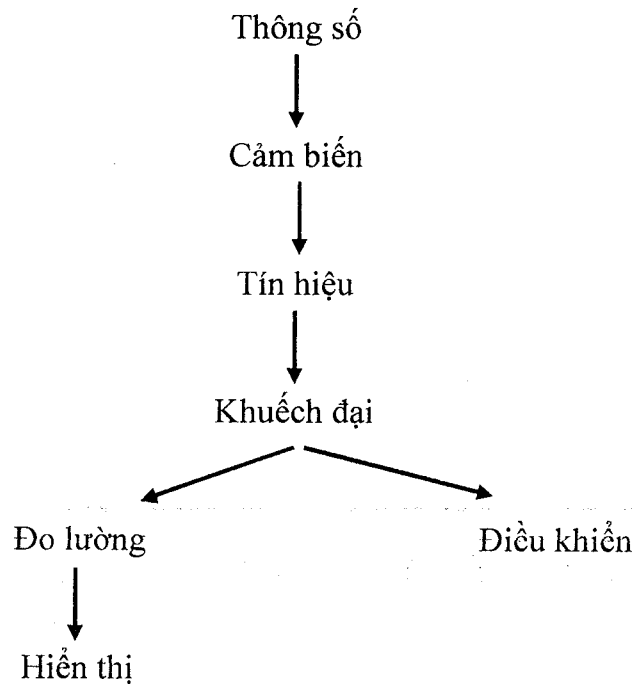 Thông số
Cảm biến
Tín hiệu
Khuếch đại
Đo lường
Điều khiển
Hiển thị